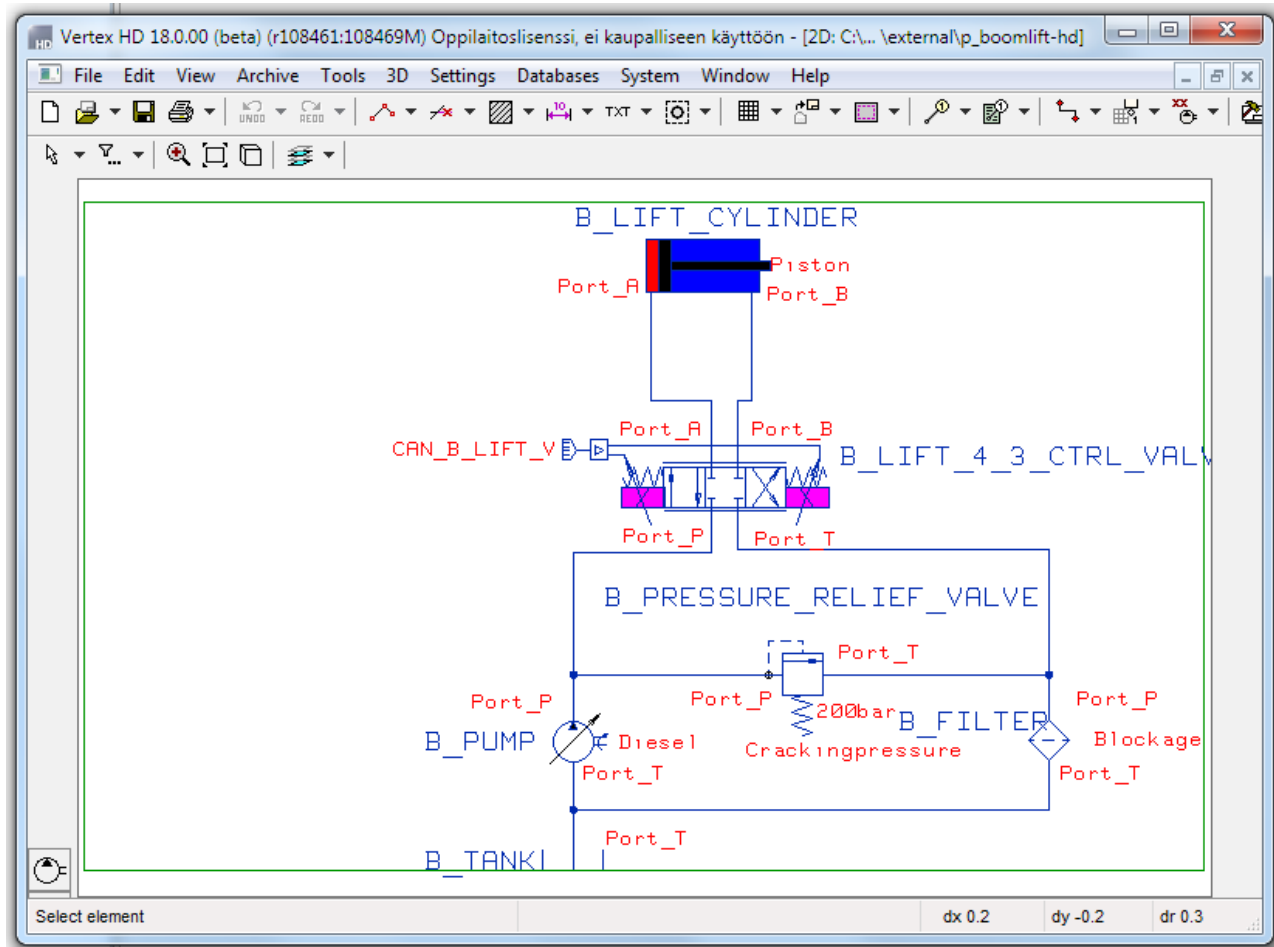 Vertex HD 18.0.00 (beta) (r108461:108469M) Oppilaitoslisenssi, ei kaupalliseen käyttöön - [2D: C:\... \external\p_boomlift-hd]
File Edit View Archive Tools 3D Settings Databases System Window Help
UNDO REDO 10 TXT 1 XX
B_LIFT_CYLINDER
Piston
Port_A
Port_B
Port_A Port_B
CAN_B_LIFT_V
B_LIFT_4_3_CTRL_VALV
Port_P Port_T
B_PRESSURE_RELIEF_VALVE
Port_T
Port_P Port_P Port_P
200bar B_FILTER
B_PUMP Diesel Crackingpressure Blockage
Port_T Port_T
Port_T
B_TANK
Select element dx 0.2 dy -0.2 dr 0.3